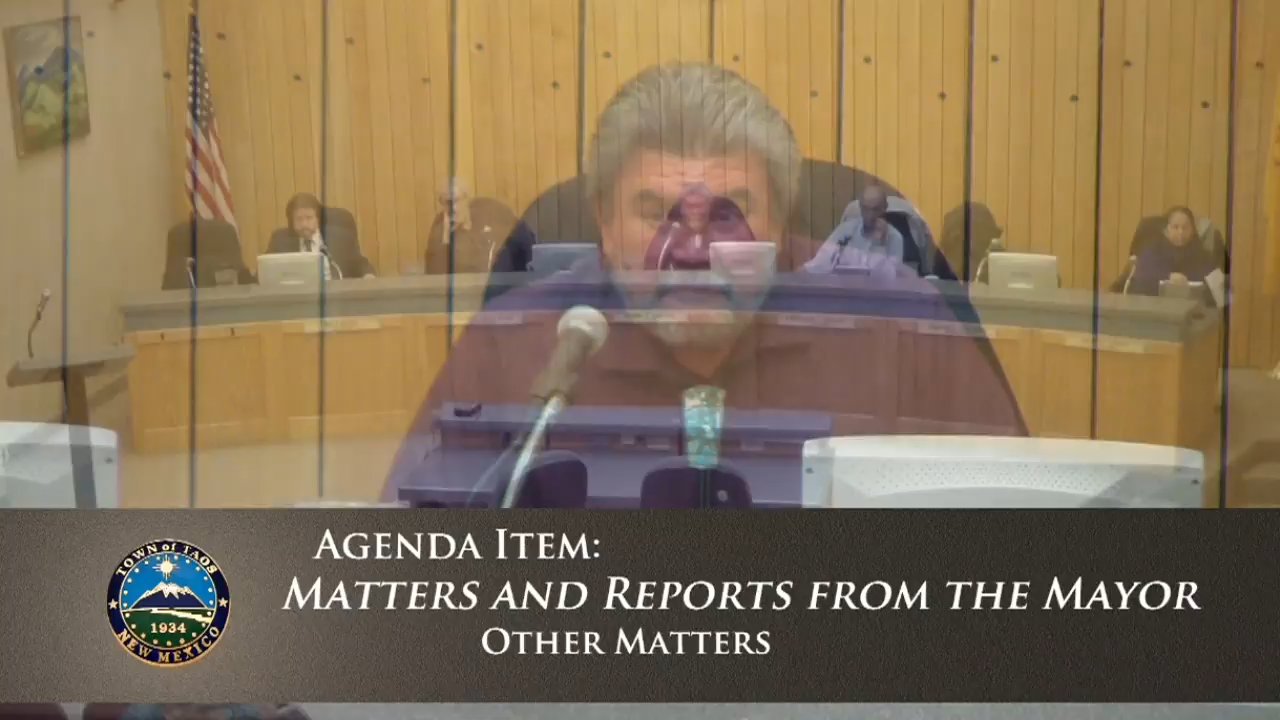 AGENDA ITEM:
MATTERS AND REPORTS FROM THE MAYOR
OTHER MATTERS
TOWN of TAOS
1934
NEW MEXICO